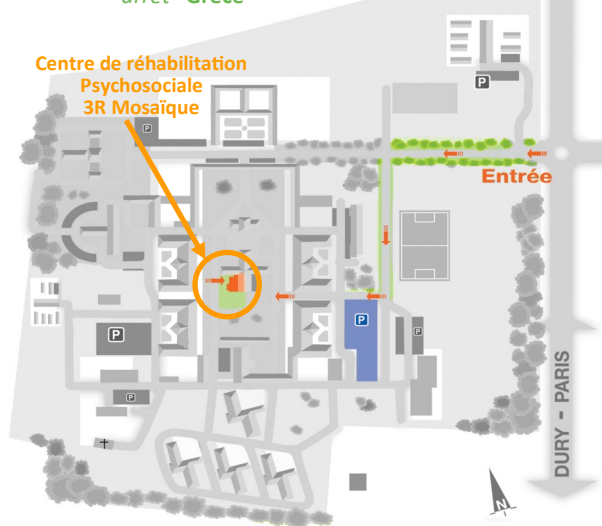 arrêt "Grèce"
Centre de réhabilitation
Psychosociale
3R Mosaïque
P
P
Entrée
P
P
P
P
DURY - PARIS
N